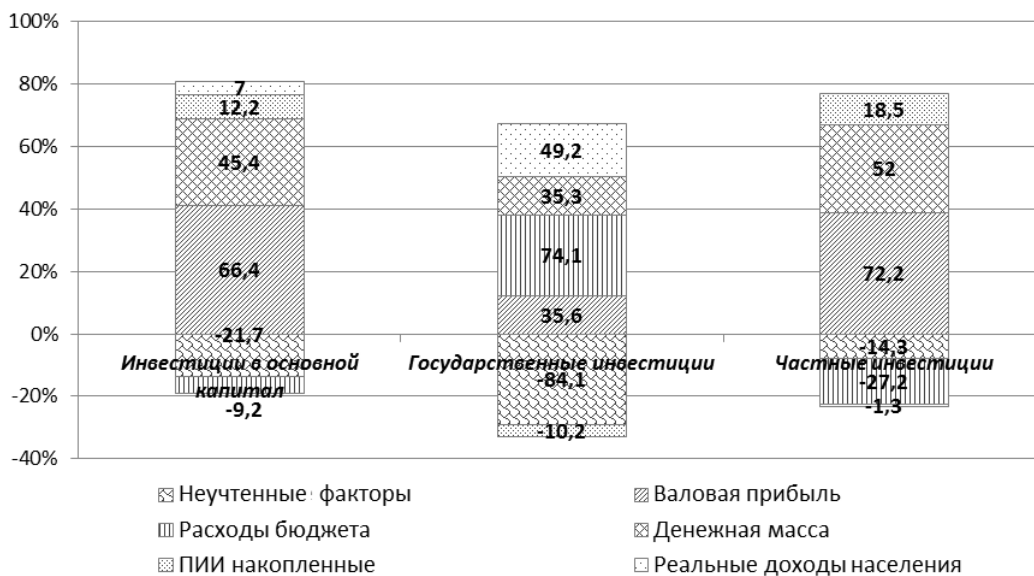 100%
80%
60%
40%
20%
0%
-20%
-40%
7
12,2
45,4
66,4
-21,7
-9,2
49,2
35,3
74,1
35,6
-84,1
-10,2
18,5
52
72,2
-14,3
-27,2
-1,3
Инвестиции в основной
капитал
Государственные инвестиции
Частные инвестиции
Неучтенные факторы
Валовая прибыль
Расходы бюджета
Денежная масса
ПИИ накопленные
Реальные доходы населения